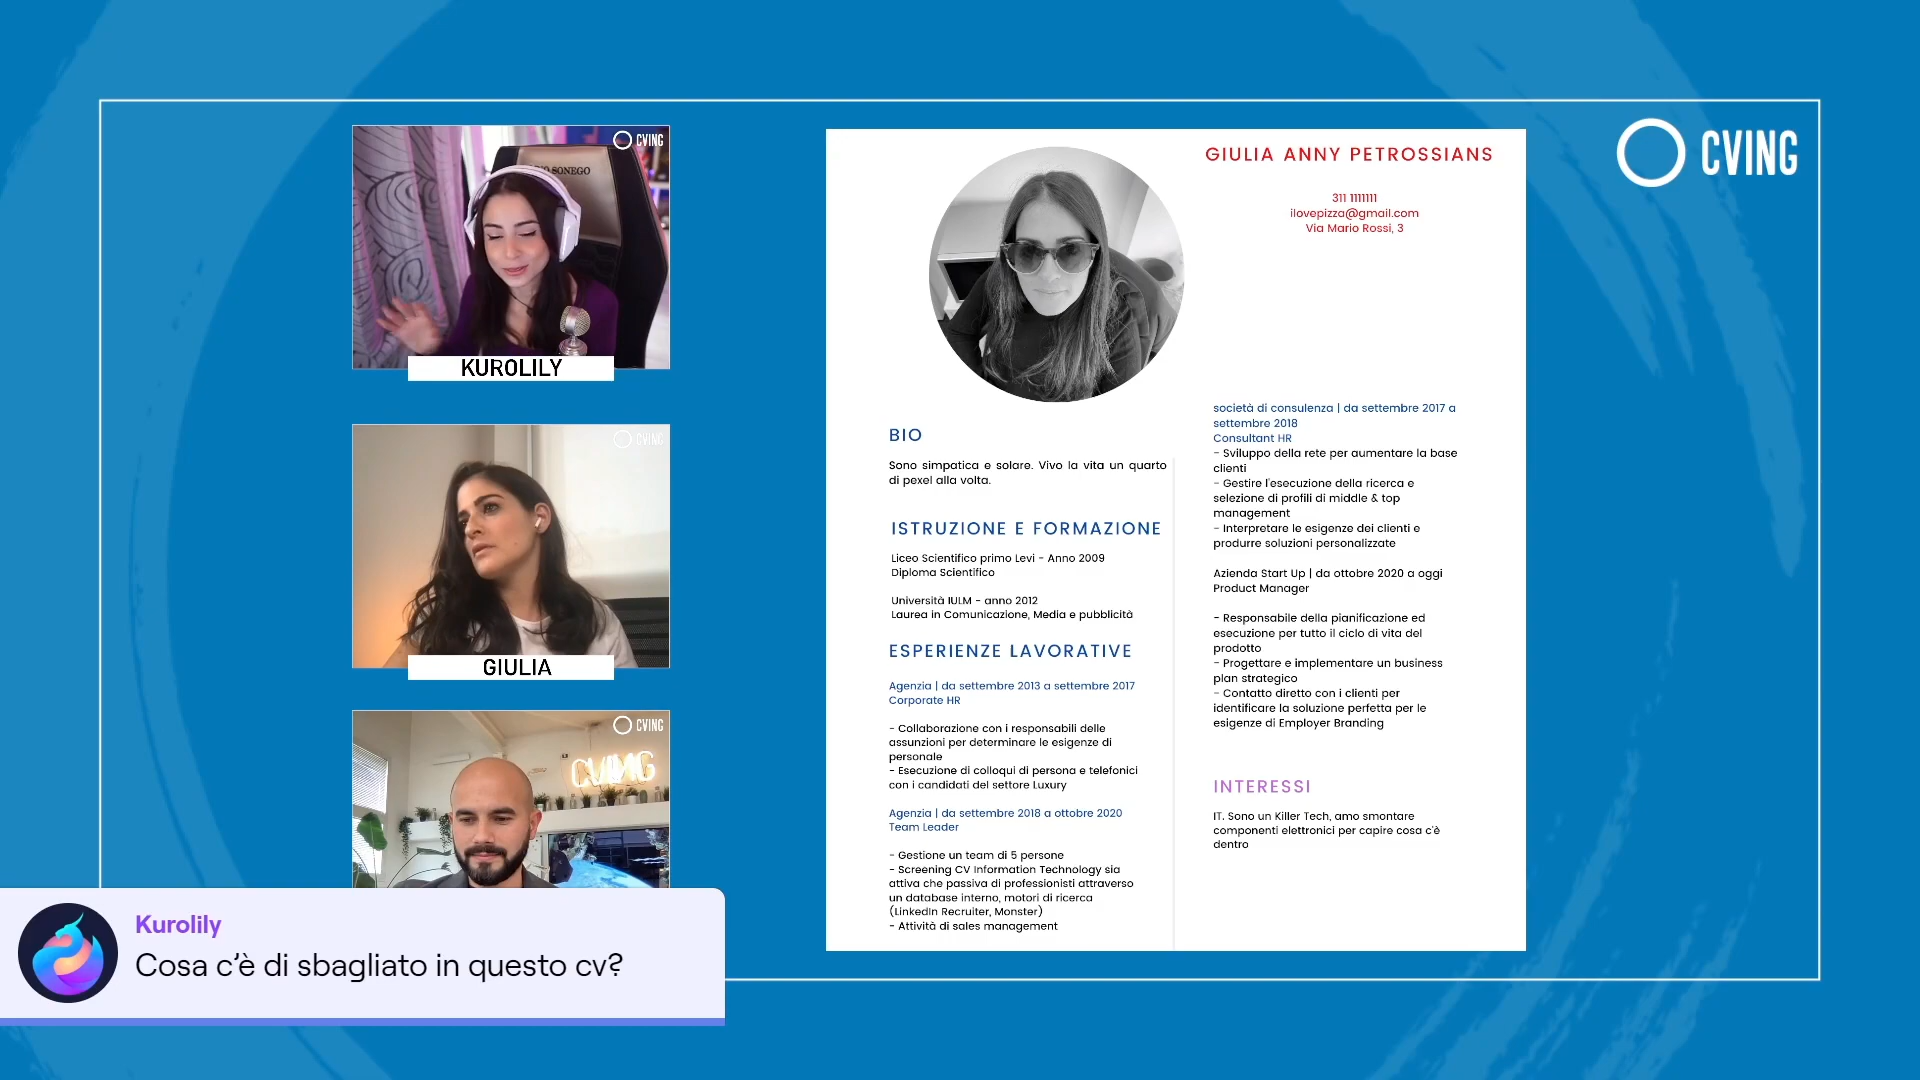 CVING
SONEGO
KUROLILY
CVING
GIULIA
CVING
CVING
Kurolily
Cosa c'è di sbagliato in questo cv?
GIULIA ANNY PETROSSIANS
311 1111111
ilovepizza@gmail.com
Via Mario Rossi, 3
BIO
Sono simpatica e solare. Vivo la vita un quarto
di pexel alla volta.
ISTRUZIONE E FORMAZIONE
Liceo Scientifico primo Levi - Anno 2009
Diploma Scientifico
Università IULM - anno 2012
Laurea in Comunicazione, Media e pubblicità
ESPERIENZE LAVORATIVE
Agenzia | da settembre 2013 a settembre 2017
Corporate HR
- Collaborazione con i responsabili delle
assunzioni per determinare le esigenze di
personale
- Esecuzione di colloqui di persona e telefonici
con i candidati del settore Luxury
Agenzia | da settembre 2018 a ottobre 2020
Team Leader
- Gestione un team di 5 persone
- Screening CV Information Technology sia
attiva che passiva di professionisti attraverso
un database interno, motori di ricerca
(LinkedIn Recruiter, Monster)
- Attività di sales management
società di consulenza | da settembre 2017 a
settembre 2018
Consultant HR
- Sviluppo della rete per aumentare la base
clienti
- Gestire l'esecuzione della ricerca e
selezione di profili di middle & top
management
- Interpretare le esigenze dei clienti e
produrre soluzioni personalizzate
Azienda Start Up | da ottobre 2020 a oggi
Product Manager
- Responsabile della pianificazione ed
esecuzione per tutto il ciclo di vita del
prodotto
- Progettare e implementare un business
plan strategico
- Contatto diretto con i clienti per
identificare la soluzione perfetta per le
esigenze di Employer Branding
INTERESSI
IT. Sono un Killer Tech, amo smontare
componenti elettronici per capire cosa c'è
dentro
CVING